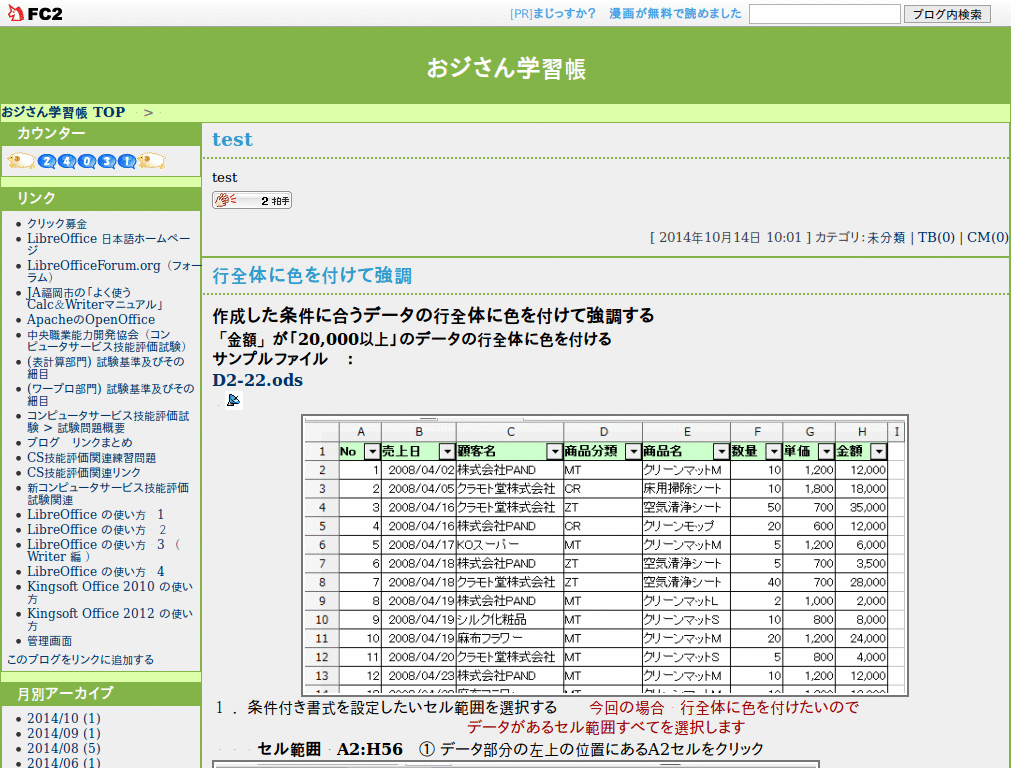 FC2
[PR]まじっすか？　漫画が無料で読めました
ブログ内検索
おジさん学習帳
おジさん学習帳 TOP　>
カウンター
24031
リンク
クリック募金
LibreOffice 日本語ホームページ
LibreOfficeForum.org（フォーラム）
JA福岡市の「よく使うCalc&Writerマニュアル」
ApacheのOpenOffice
中央職業能力開発協会（コンピュータサービス技能評価試験）
(表計算部門) 試験基準及びその細目
(ワープロ部門) 試験基準及びその細目
コンピュータサービス技能評価試験 > 試験問題概要
ブログ　リンクまとめ
CS技能評価関連練習問題
CS技能評価関連リンク
新コンピュータサービス技能評価試験関連
LibreOffice の使い方　1
LibreOffice の使い方　２
LibreOffice の使い方　3 （ Writer 編 ）
LibreOffice の使い方　4
Kingsoft Office 2010 の使い方
Kingsoft Office 2012 の使い方
管理画面
このブログをリンクに追加する
月別アーカイブ
2014/10 (1)
2014/09 (1)
2014/08 (5)
2014/06 (1)
test
test
2 拍手
[ 2014年10月14日 10:01 ] カテゴリ：未分類 | TB(0) | CM(0)
行全体に色を付けて強調
作成した条件に合うデータの行全体に色を付けて強調する
「金額」が「20,000以上」のデータの行全体に色を付ける
サンプルファイル　：
D2-22.ods
A B C D E F G H I
1 No 売上日 顧客名 商品分類 商品名 数量 単価 金額
2 1 2008/04/02 株式会社PAND MT クリーンマットM 10 1,200 12,000
3 2 2008/04/05 クラモト堂株式会社 CR 床用掃除シート 10 1,800 18,000
4 3 2008/04/16 クラモト堂株式会社 ZT 空気清浄シート 50 700 35,000
5 4 2008/04/16 株式会社PAND CR クリーンモップ 20 600 12,000
6 5 2008/04/17 KOスーパー MT クリーンマットM 5 1,200 6,000
7 6 2008/04/18 株式会社PAND ZT 空気清浄シート 5 700 3,500
8 7 2008/04/18 クラモト堂株式会社 ZT 空気清浄シート 40 700 28,000
9 8 2008/04/19 株式会社PAND MT クリーンマットL 2 1,000 2,000
10 9 2008/04/19 シルク化粧品 MT クリーンマットS 10 800 8,000
11 10 2008/04/19 麻布フラワー MT クリーンマットM 20 1,200 24,000
12 11 2008/04/20 クラモト堂株式会社 MT クリーンマットS 5 800 4,000
13 12 2008/04/23 株式会社PAND MT クリーンマットM 10 1,200 12,000
１．条件付き書式を設定したいセル範囲を選択する　　今回の場合　行全体に色を付けたいので
データがあるセル範囲すべてを選択します
セル範囲　A2:H56　① データ部分の左上の位置にあるA2セルをクリック